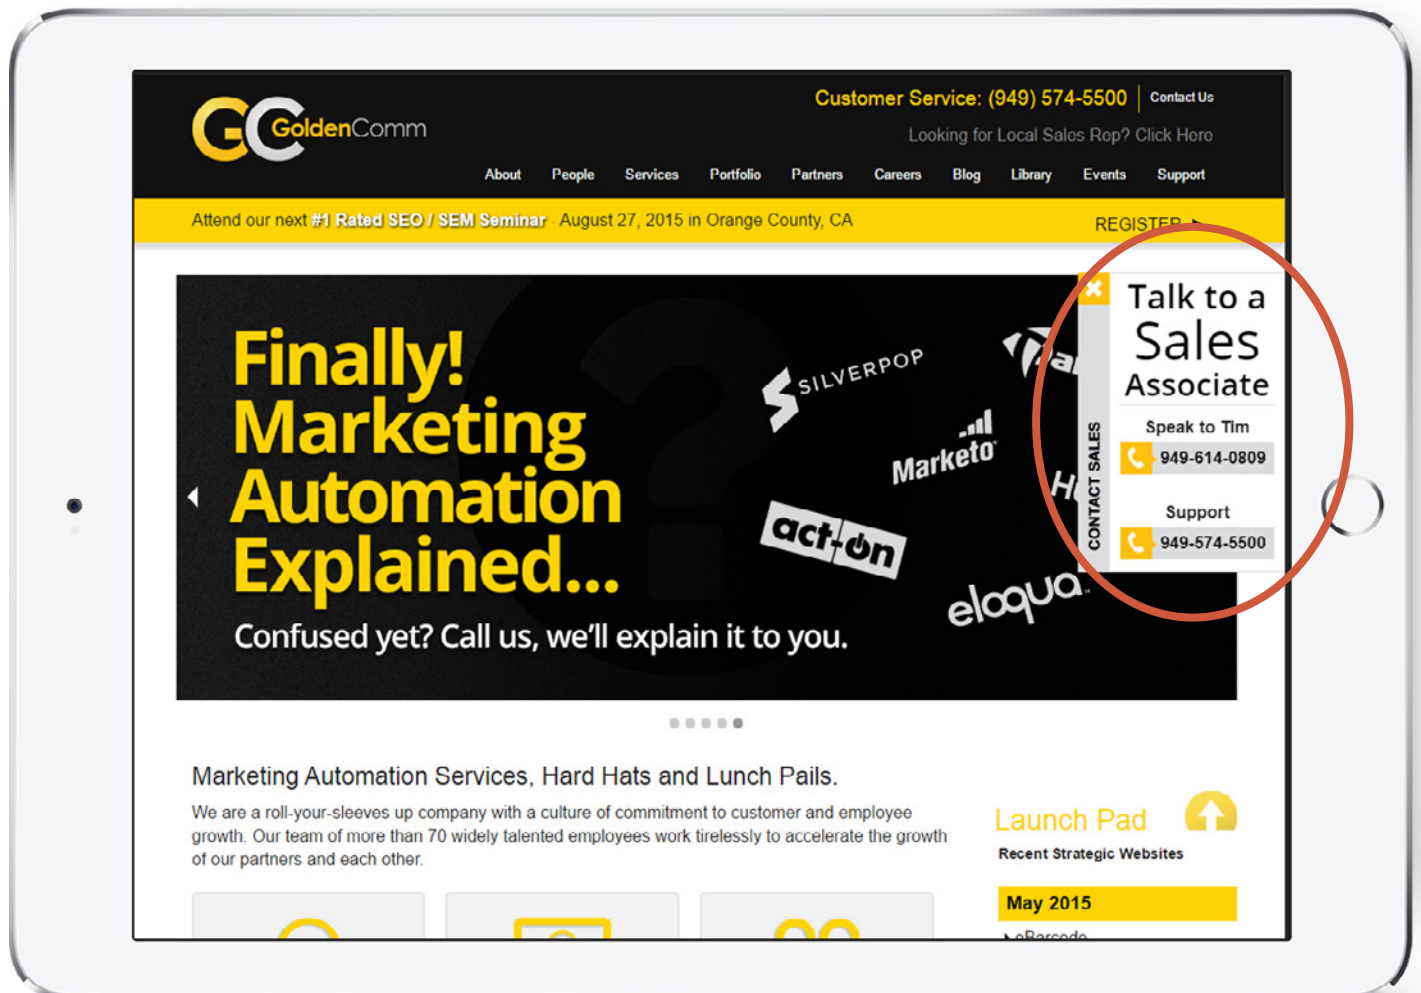 Customer Service: (949) 574-5500
Contact Us
GoldenComm
Looking for Local Sales Rep? Click Here
About People Services Portfolio Partners Careers Blog Library Events Support
Attend our next #1 Rated SEO / SEM Seminar - August 27, 2015 in Orange County, CA
REGISTER
Finally!
Marketing
Automation
Explained...
Confused yet? Call us, we'll explain it to you.
SILVERPOP
Marketo
act-on
eloqua
CONTACT SALES
Talk to a
Sales
Associate
Speak to Tim
949-614-0809
Support
949-574-5500
Marketing Automation Services, Hard Hats and Lunch Pails.
We are a roll-your-sleeves up company with a culture of commitment to customer and employee
growth. Our team of more than 70 widely talented employees work tirelessly to accelerate the growth
of our partners and each other.
Launch Pad
Recent Strategic Websites
May 2015
eBarcode